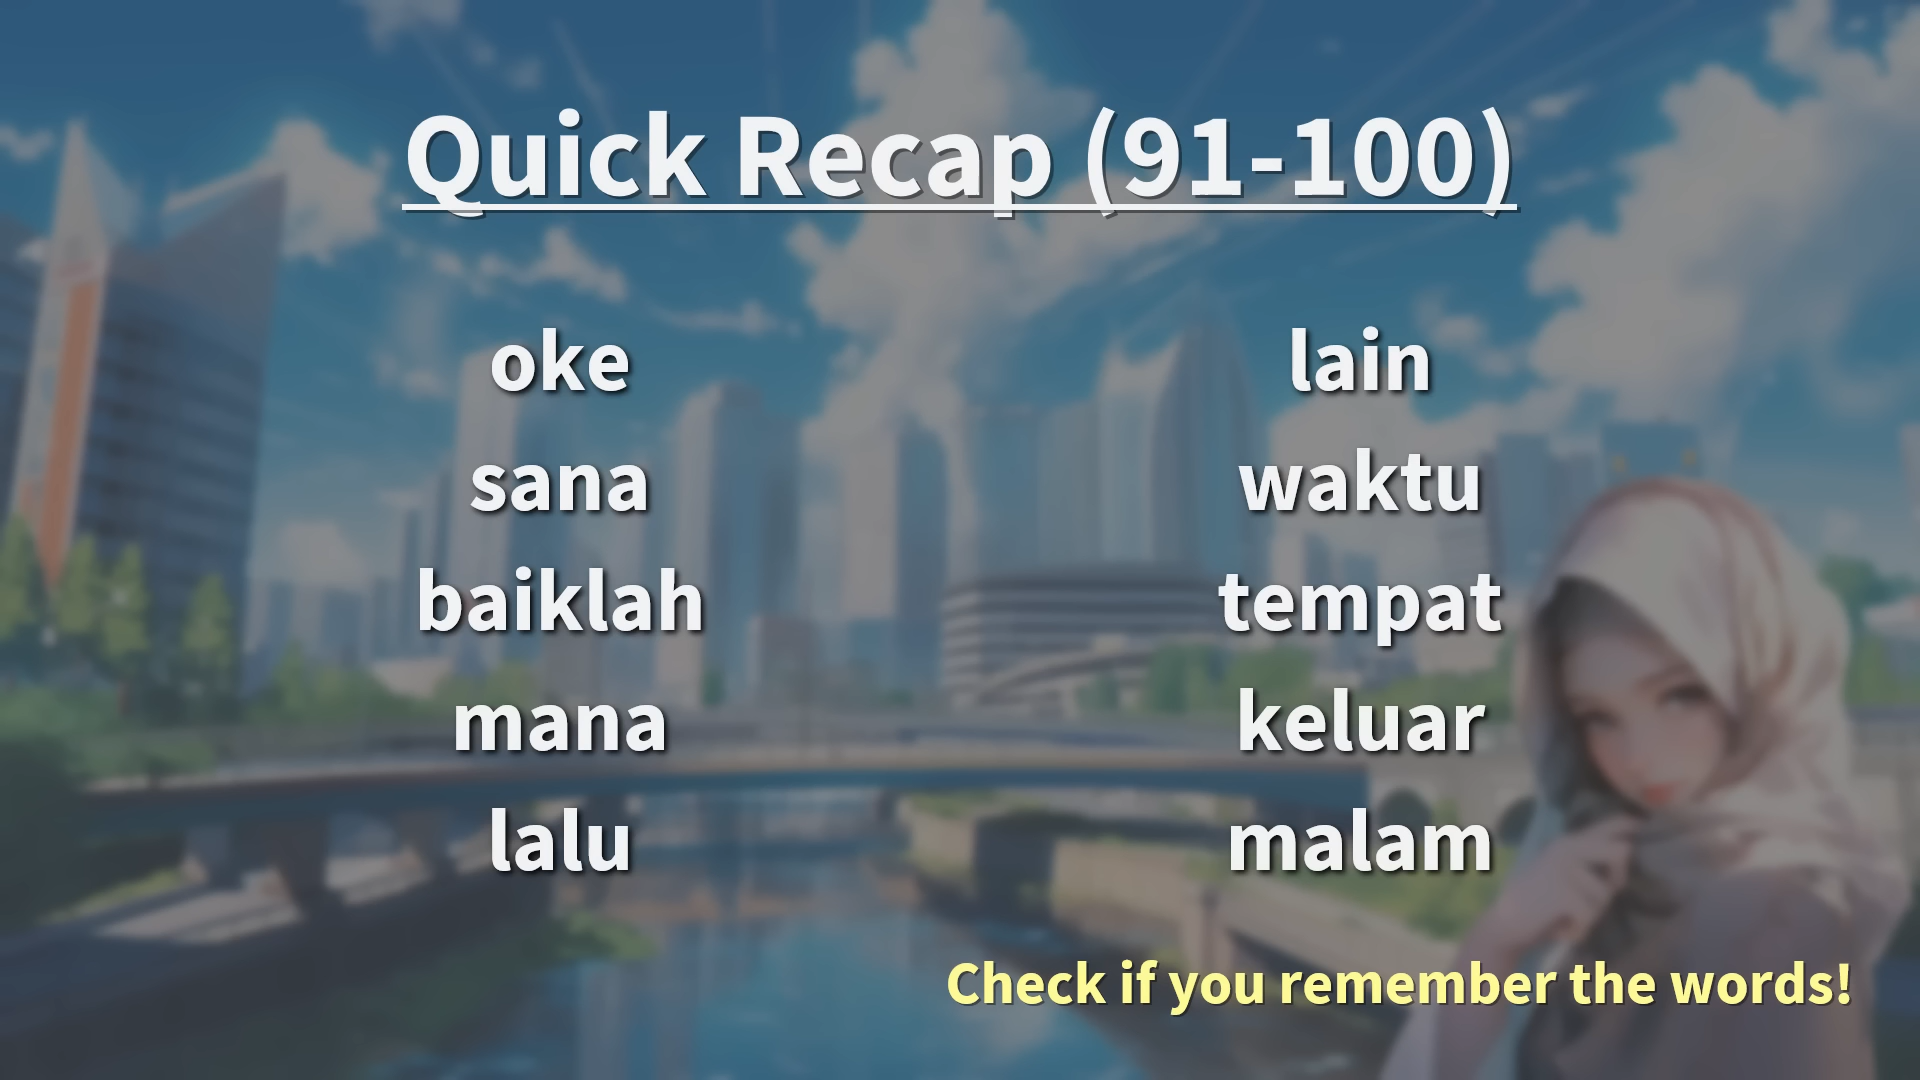 Quick Recap (91-100)
oke
sana
baiklah
mana
lalu
lain
waktu
tempat
keluar
malam
Check if you remember the words!